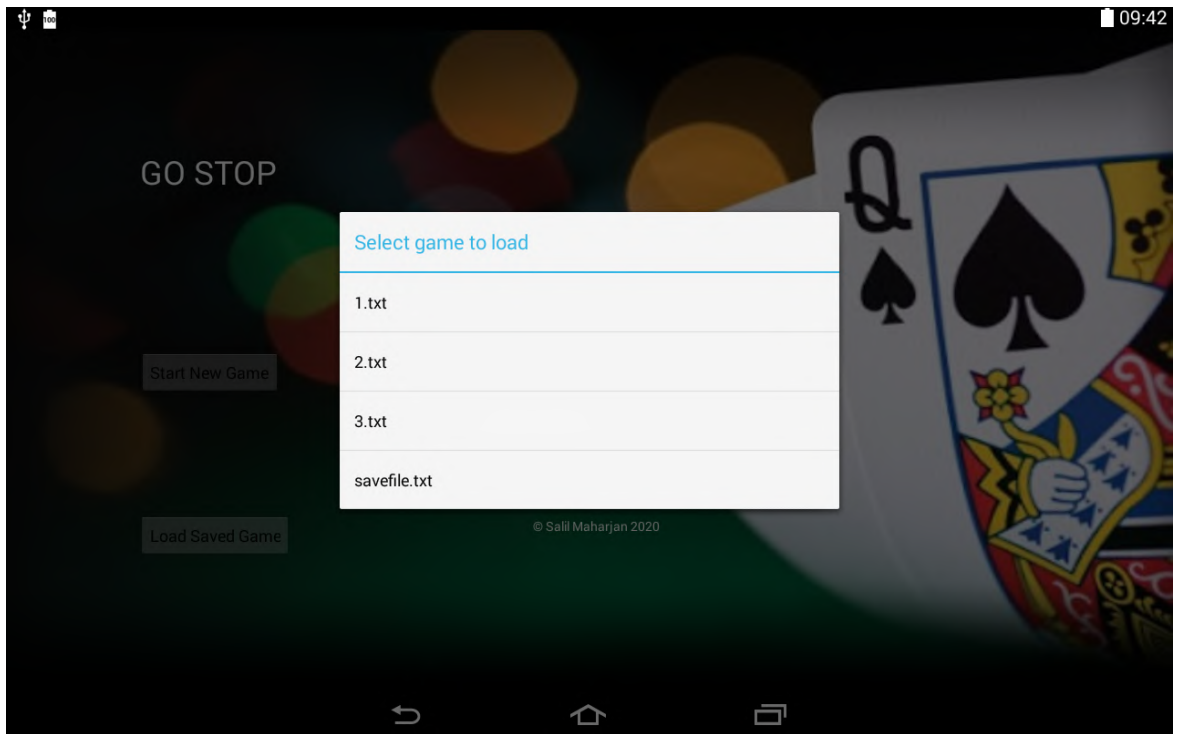 100
09:42
GO STOP
Select game to load
1.txt
2.txt
3.txt
savefile.txt
Start New Game
Load Saved Game
© Salil Maharjan 2020
Q